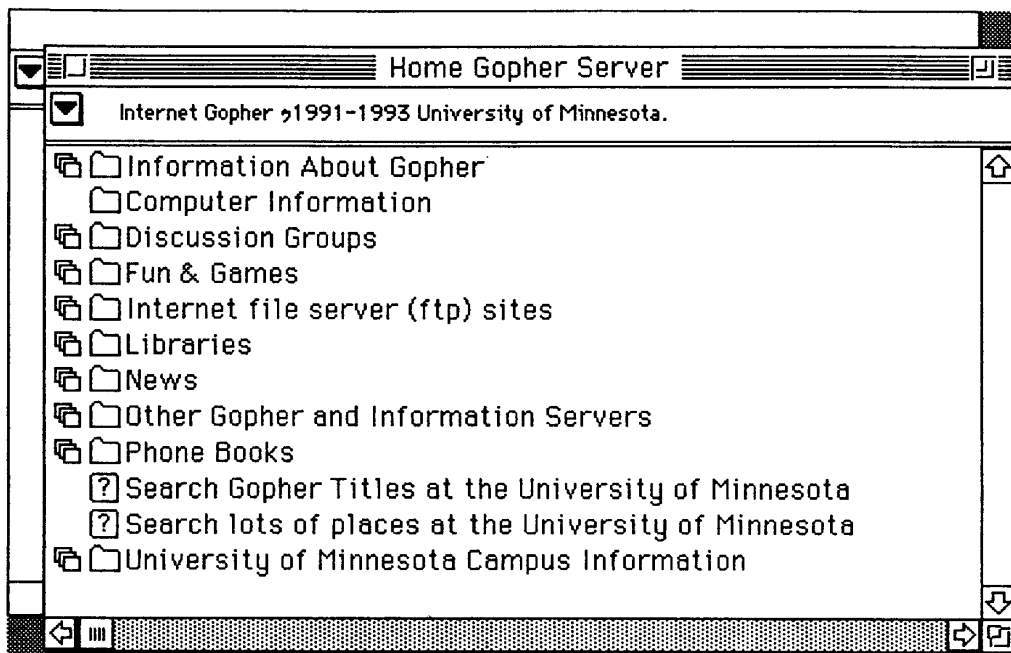 Home Gopher Server
Internet Gopher ,1991-1993 University of Minnesota.
Information About Gopher
Computer Information
Discussion Groups
Fun & Games
Internet file server (ftp) sites
Libraries
News
Other Gopher and Information Servers
Phone Books
? Search Gopher Titles at the University of Minnesota
? Search lots of places at the University of Minnesota
University of Minnesota Campus Information